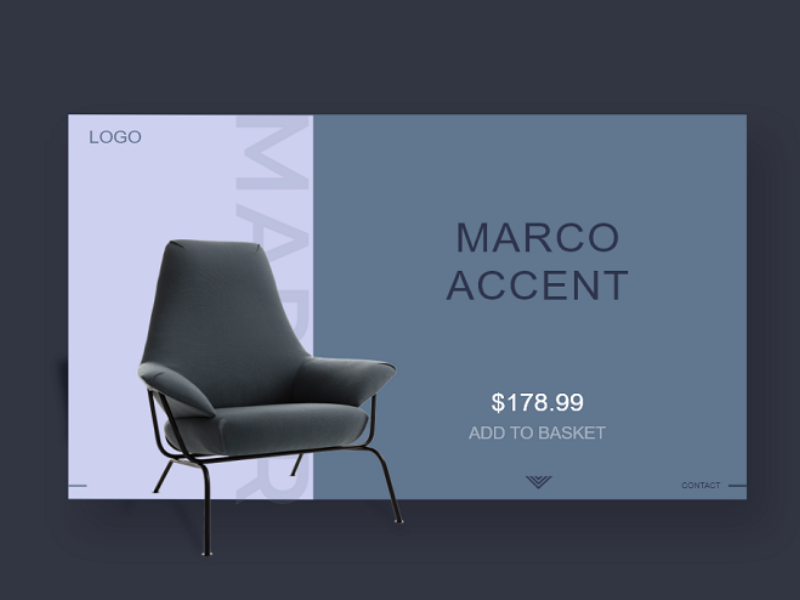 LOGO
MARCO
ACCENT
$178.99
ADD TO BASKET
CONTACT